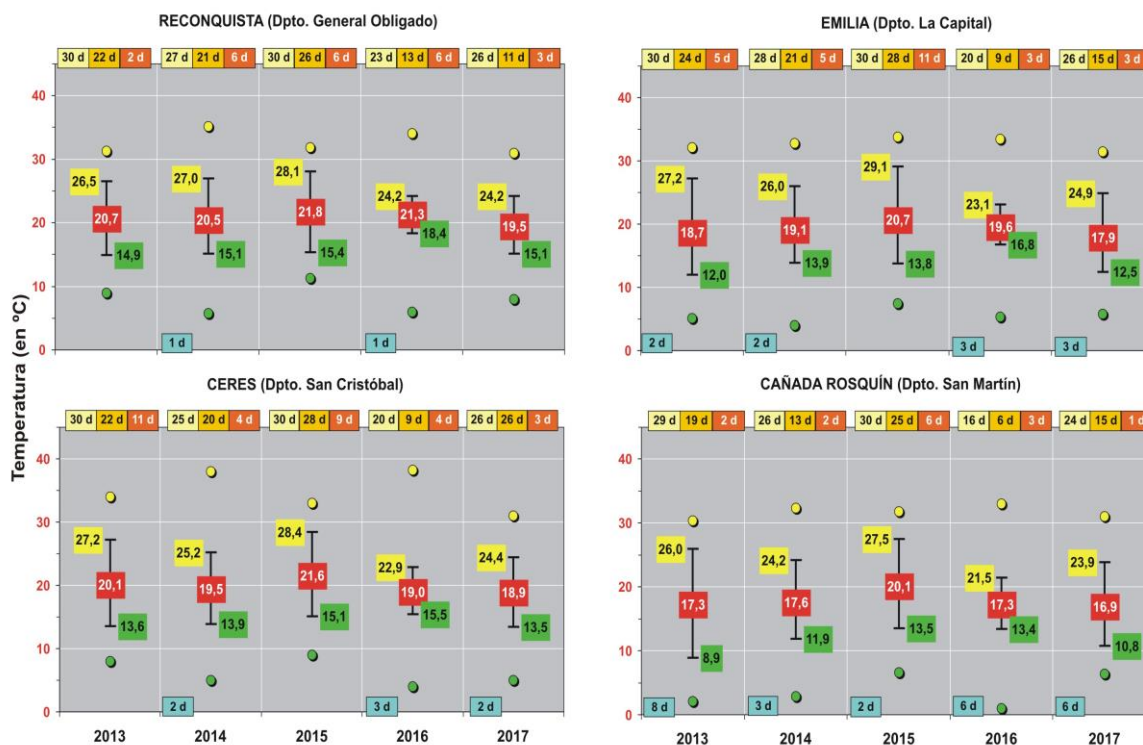 RECONQUISTA (Dpto. General Obligado)
30 d 22 d 2 d 27 d 21 d 6 d 30 d 26 d 6 d 23 d 13 d 6 d 26 d 11 d 3 d
40
30
20
10
0
26,5 20,7 14,9
27,0 20,5 15,1
28,1 21,8 15,4
24,2 21,3 18,4
24,2 19,5 15,1
1 d 1 d
EMILIA (Dpto. La Capital)
30 d 24 d 5 d 28 d 21 d 5 d 30 d 28 d 11 d 20 d 9 d 3 d 26 d 15 d 3 d
40
30
20
10
0
27,2 18,7 12,0
26,0 19,1 13,9
29,1 20,7 13,8
23,1 19,6 16,8
24,9 17,9 12,5
2 d 2 d 3 d 3 d
Temperatura (en ºC)
CERES (Dpto. San Cristóbal)
30 d 22 d 11 d 25 d 20 d 4 d 30 d 28 d 9 d 20 d 9 d 4 d 26 d 26 d 3 d
40
30
20
10
0
27,2 20,1 13,6
25,2 19,5 13,9
28,4 21,6 15,1
22,9 19,0 15,5
24,4 18,9 13,5
2 d 3 d 2 d
2013 2014 2015 2016 2017
CAÑADA ROSQUÍN (Dpto. San Martín)
29 d 19 d 2 d 26 d 13 d 2 d 30 d 25 d 6 d 16 d 6 d 3 d 24 d 15 d 1 d
40
30
20
10
0
26,0 17,3 8,9
24,2 17,6 11,9
27,5 20,1 13,5
21,5 17,3 13,4
23,9 16,9 10,8
8 d 3 d 2 d 6 d 6 d
2013 2014 2015 2016 2017